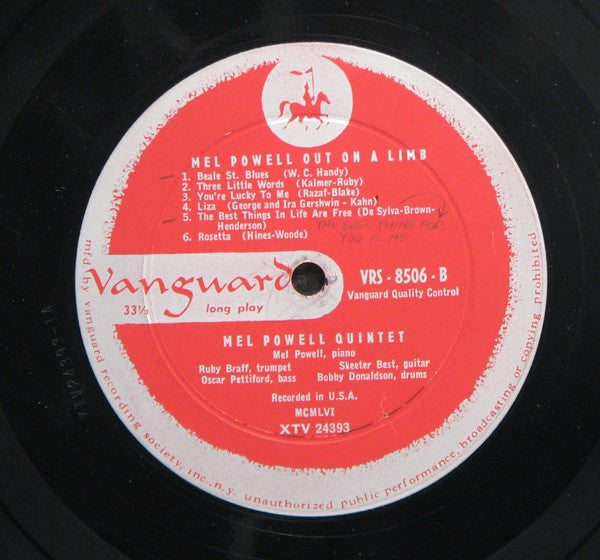 MEL POWELL OUT ON A LIMB
1. Beale St. Blues (W. C. Handy)
2. Three Little Words (Kalmer-Ruby)
3. You're Lucky To Me (Razaf-Blake)
4. Liza (George and Ira Gershwin - Kahn)
5. The Best Things In Life Are Free (De Sylva-Brown-
Henderson)
THE BEST THING FOR
YOU IS ME
6. Rosetta (Hines-Woode)
Vanguard
33⅓ long play
VRS - 8506 - B
Vanguard Quality Control
MEL POWELL QUINTET
Mel Powell, piano
Ruby Braff, trumpet Skeeter Best, guitar
Oscar Pettiford, bass Bobby Donaldson, drums
Recorded in U.S.A.
MCMLVI
XTV 24393
mfd. by vanguard recording society, inc., n.y. unauthorized public performance, broadcasting or copying prohibited